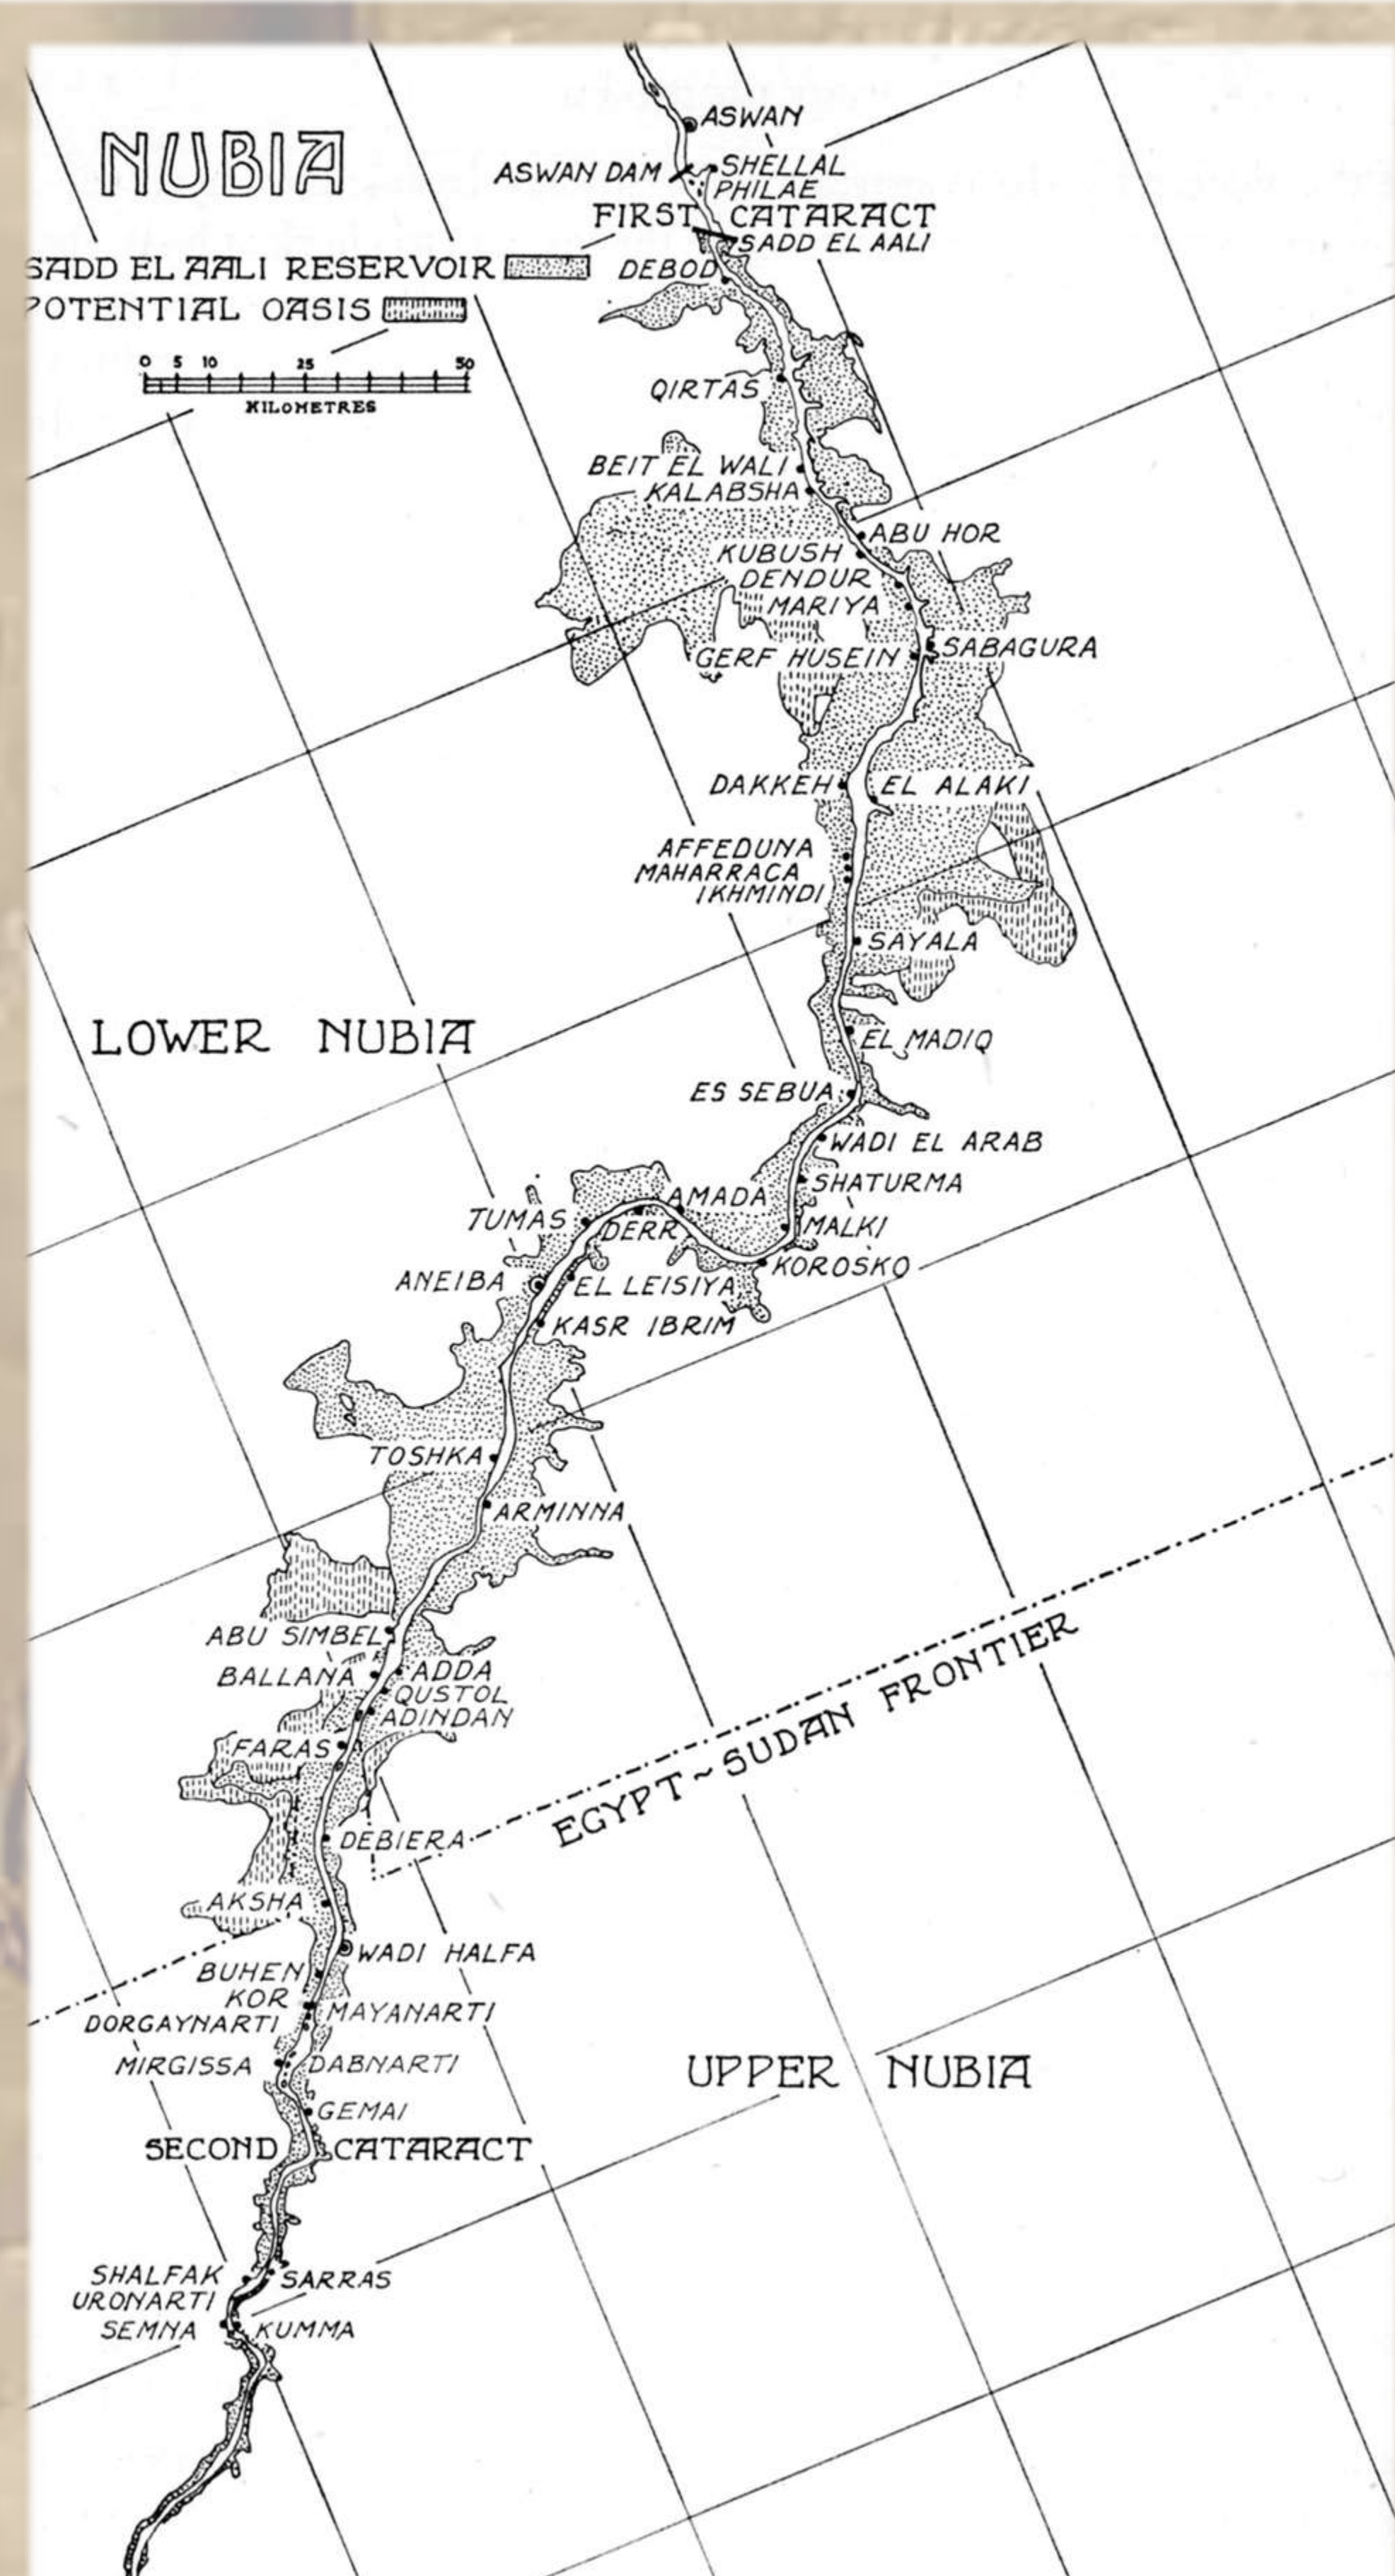 NUBIA
SADD EL AALI RESERVOIR
POTENTIAL OASIS
0 5 10 25 50
KILOMETRES
ASWAN
ASWAN DAM
SHELLAL
PHILAE
FIRST CATARACT
SADD EL AALI
DEBOD
QIRTAS
BEIT EL WALI
KALABSHA
ABU HOR
KUBUSH
DENDUR
MARIYA
GERF HUSEIN
SABAGURA
DAKKEH
EL ALAKI
AFFEDUNA
MAHARRACA
IKHMINDI
SAYALA
LOWER NUBIA
EL MADIQ
ES SEBUA
WADI EL ARAB
SHATURMA
AMADA
TUMAS
DERR
MALKI
KOROSKO
ANEIBA
EL LEISIYA
KASR IBRIM
TOSHKA
ARMINNA
ABU SIMBEL
BALLANA
ADDA
QUSTOL
ADINDAN
FARAS
EGYPT~SUDAN FRONTIER
DEBIERA
AKSHA
WADI HALFA
BUHEN
KOR
MAYANARTI
DORGAYNARTI
MIRGISSA
DABNARTI
UPPER NUBIA
GEMAI
SECOND CATARACT
SHALFAK
SARRAS
URONARTI
SEMNA
KUMMA